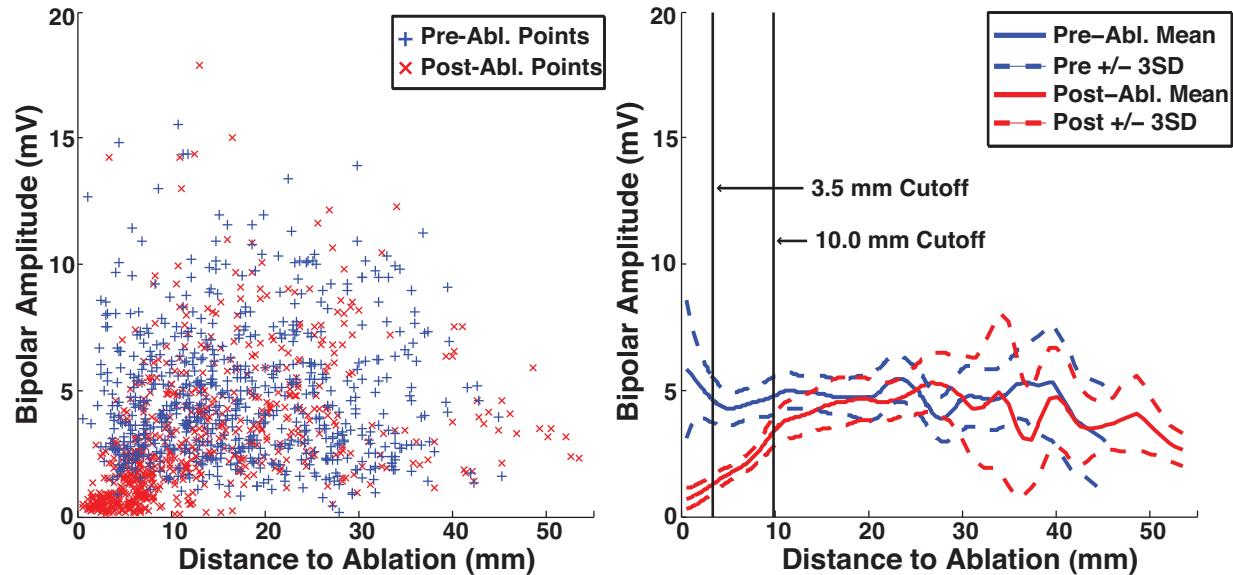 20
15
10
5
0
Bipolar Amplitude (mV)
+ Pre-Abl. Points
× Post-Abl. Points
0 10 20 30 40 50
Distance to Ablation (mm)
20
15
10
5
0
Bipolar Amplitude (mV)
Pre-Abl. Mean
Pre +/- 3SD
Post-Abl. Mean
Post +/- 3SD
3.5 mm Cutoff
10.0 mm Cutoff
0 10 20 30 40 50
Distance to Ablation (mm)